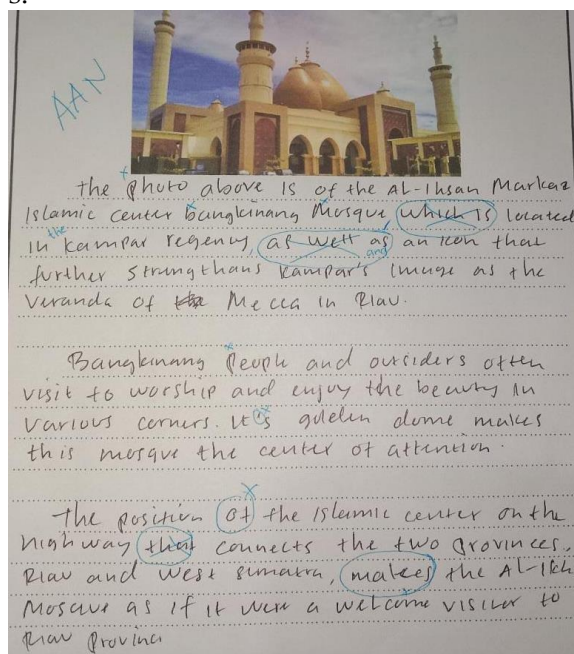 AAN
the Photo above is of the Al-Ihsan Markaz
Islamic center bangkinang Mosque which is located
in the Kampar regency, as well as and an icon that
further strengthans Kampar's image as the
Veranda of Mecca in Riau.
Bangkinang People and outsiders often
visit to worship and enjoy the beauty in
various corners. It's golden dome makes
this mosque the center of attention.
The position of the Islamic center on the
highway that connects the two provinces,
Riau and West Sumatra, makes the Al-Ikh
Mosque as if it were a welcome visitor to
Riau Provinci